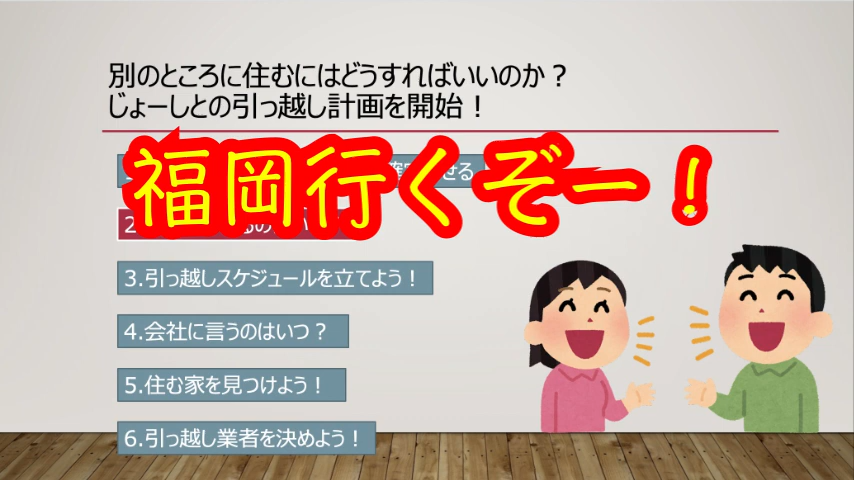 別のところに住むにはどうすればいいのか？
じょーしとの引っ越し計画を開始！
福岡行くぞー！
3.引っ越しスケジュールを立てよう！
4.会社に言うのはいつ？
5.住む家を見つけよう！
6.引っ越し業者を決めよう！